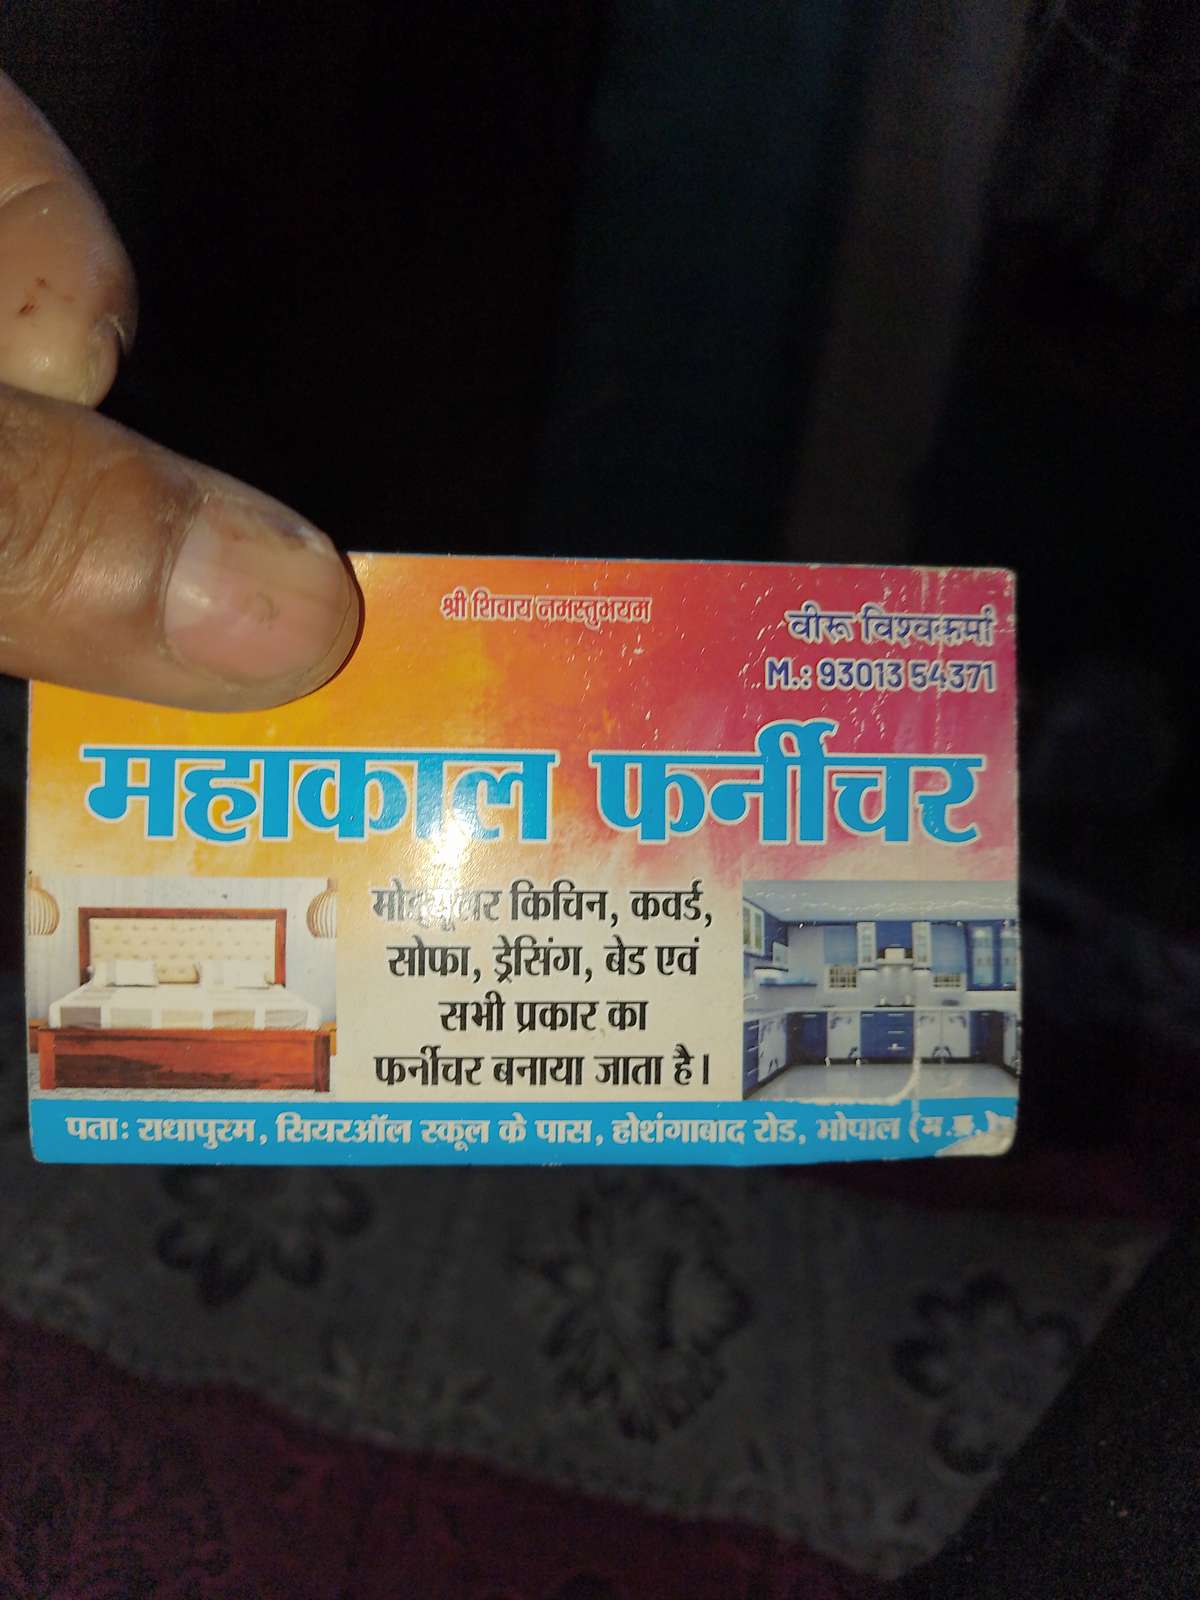 श्री शिवाय नमस्तुभयम
वीरू विश्वकर्मा
M.: 93013 54371
महाकाल फर्नीचर
किचिन, कवर्ड,
सोफा, ड्रेसिंग, बेड एवं
सभी प्रकार का
फर्नीचर बनाया जाता है।
पता: राधापुरम, सियरऑल स्कूल के पास, होशंगाबाद रोड, भोपाल